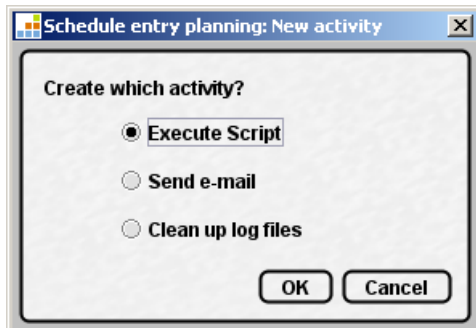 Schedule entry planning: New activity
Create which activity?
Execute Script
Send e-mail
Clean up log files
OK Cancel